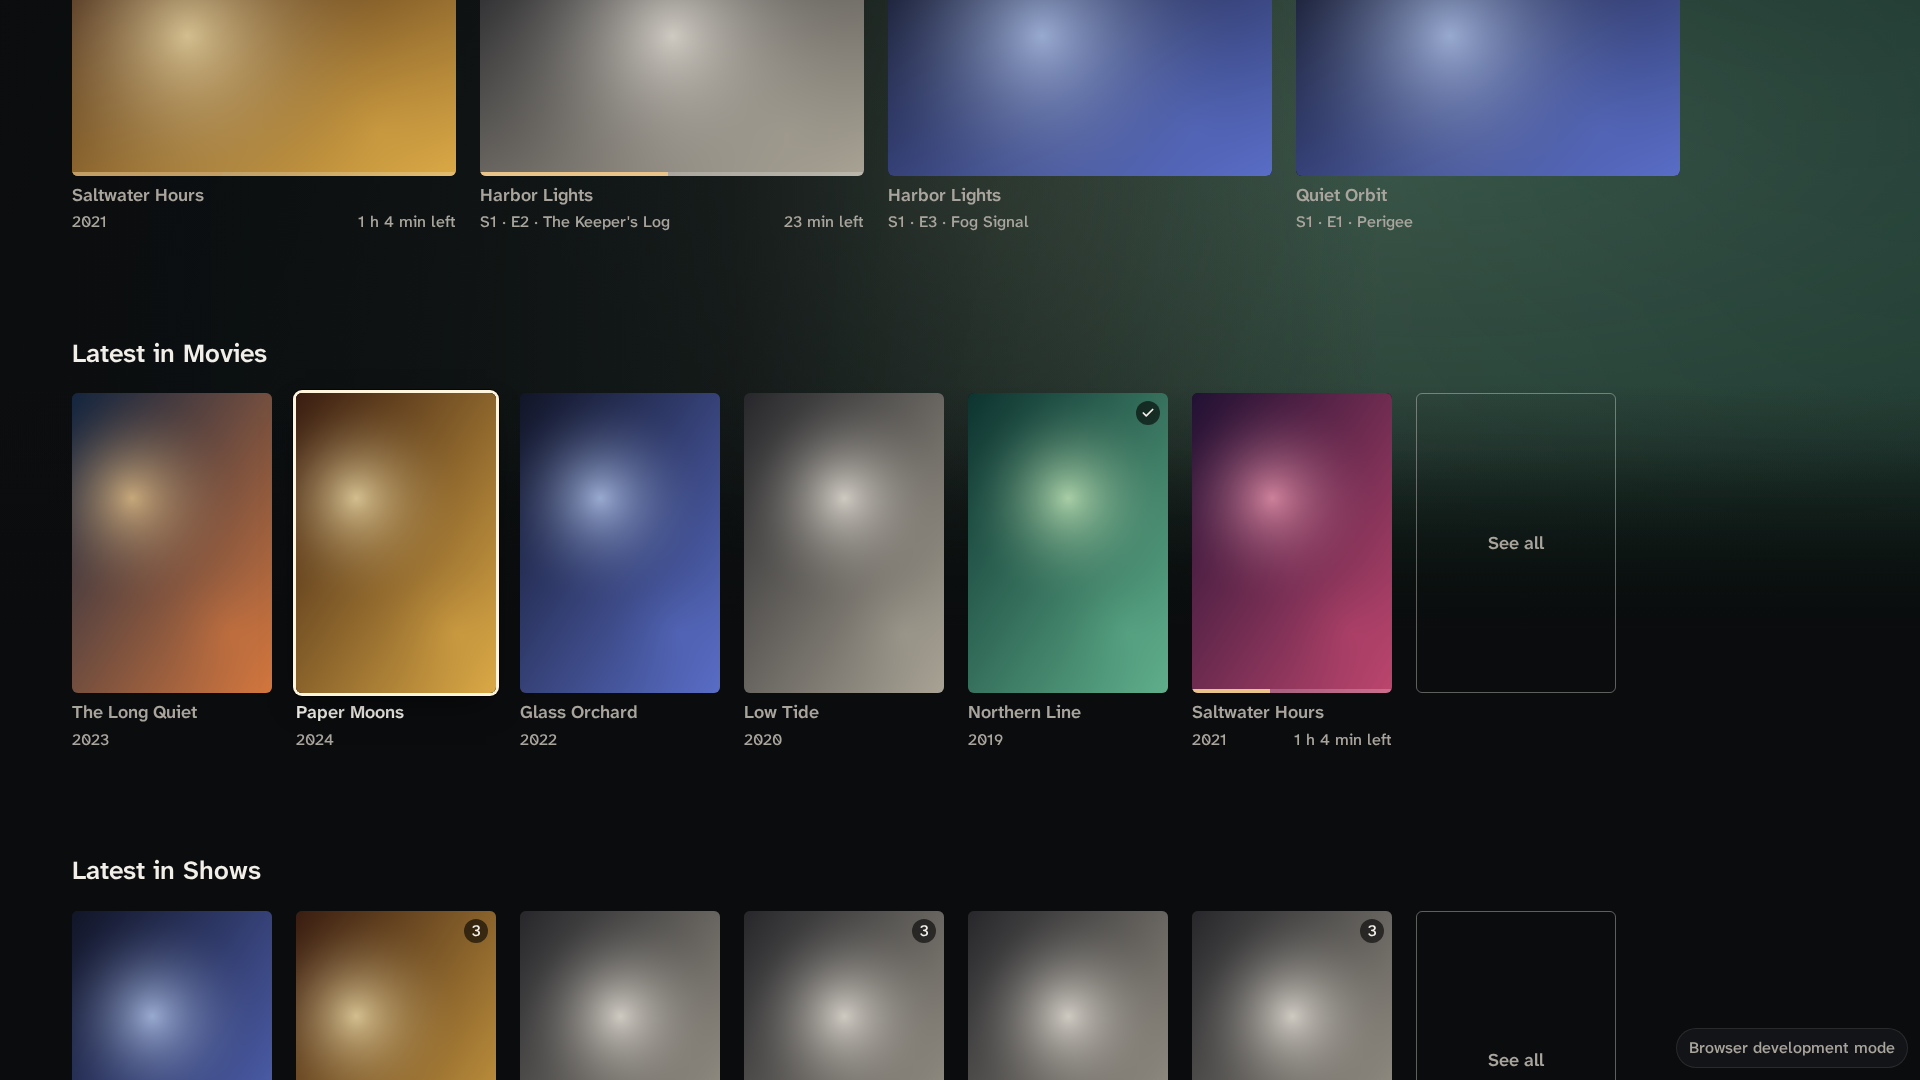 Saltwater Hours
2021
1 h 4 min left
Harbor Lights
S1 · E2 · The Keeper's Log
23 min left
Harbor Lights
S1 · E3 · Fog Signal
Quiet Orbit
S1 · E1 · Perigee
Latest in Movies
See all
The Long Quiet
2023
Paper Moons
2024
Glass Orchard
2022
Low Tide
2020
Northern Line
2019
Saltwater Hours
2021
1 h 4 min left
Latest in Shows
3
3
3
See all
Browser development mode